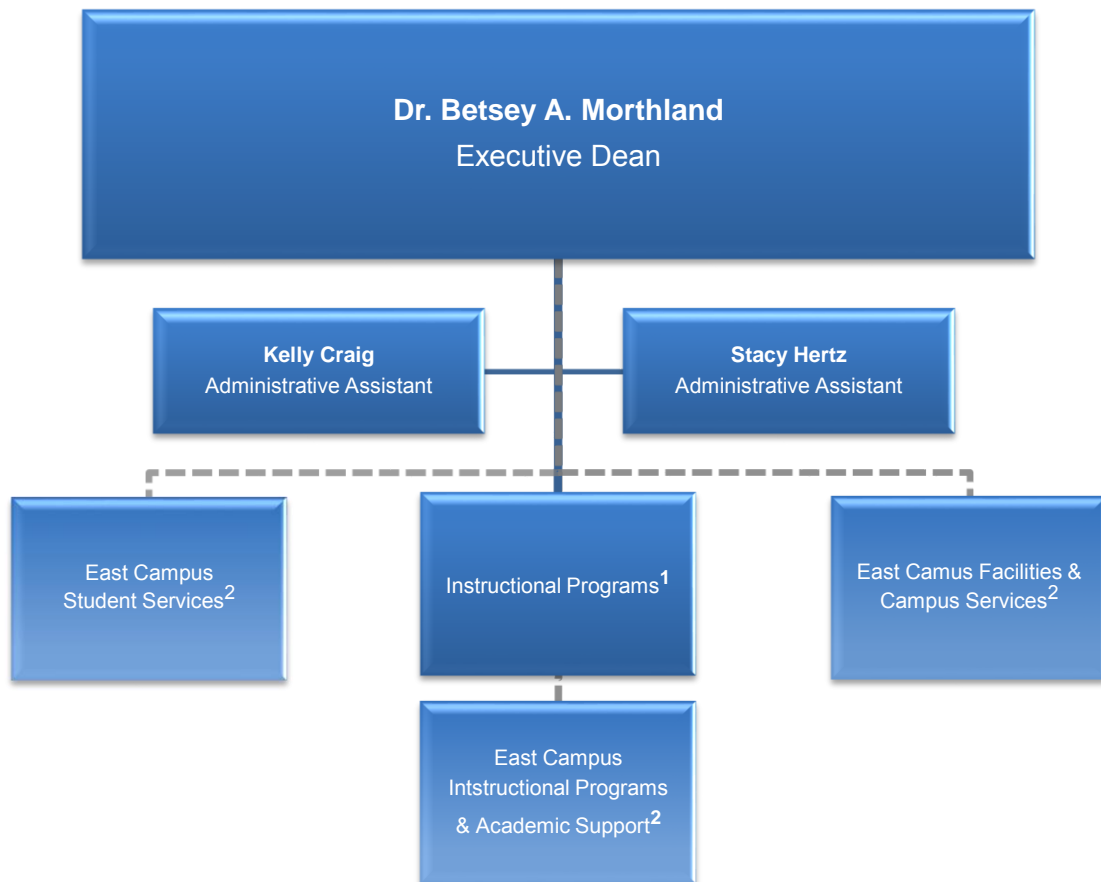 Dr. Betsey A. Morthland
Executive Dean
Kelly Craig
Administrative Assistant
Stacy Hertz
Administrative Assistant
East Campus
Student Services2
Instructional Programs1
East Camus Facilities &
Campus Services2
East Campus
Intstructional Programs
& Academic Support2